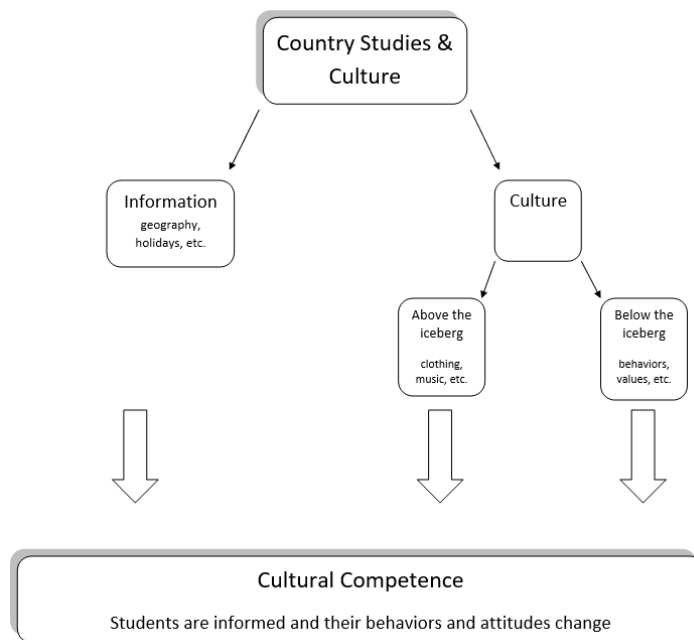 Country Studies &
Culture
Information
geography,
holidays, etc.
Culture
Above the
iceberg
clothing,
music, etc.
Below the
iceberg
behaviors,
values, etc.
Cultural Competence
Students are informed and their behaviors and attitudes change